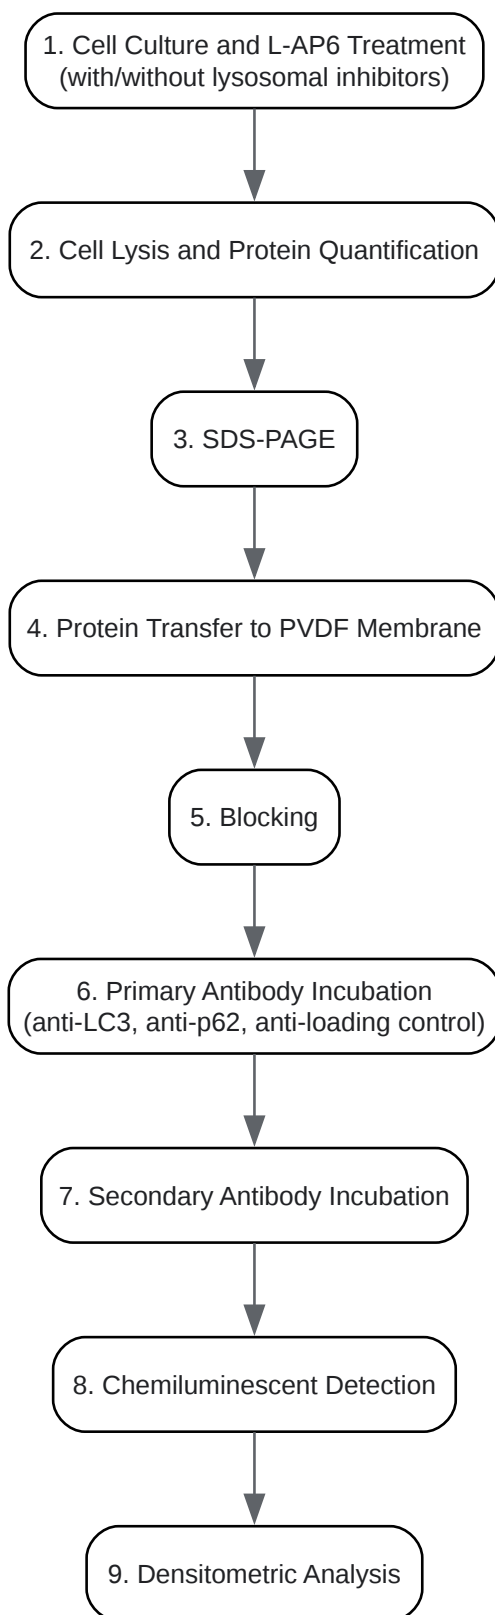 1. Cell Culture and L-AP6 Treatment
(with/without lysosomal inhibitors)
2. Cell Lysis and Protein Quantification
3. SDS-PAGE
4. Protein Transfer to PVDF Membrane
5. Blocking
6. Primary Antibody Incubation
(anti-LC3, anti-p62, anti-loading control)
7. Secondary Antibody Incubation
8. Chemiluminescent Detection
9. Densitometric Analysis